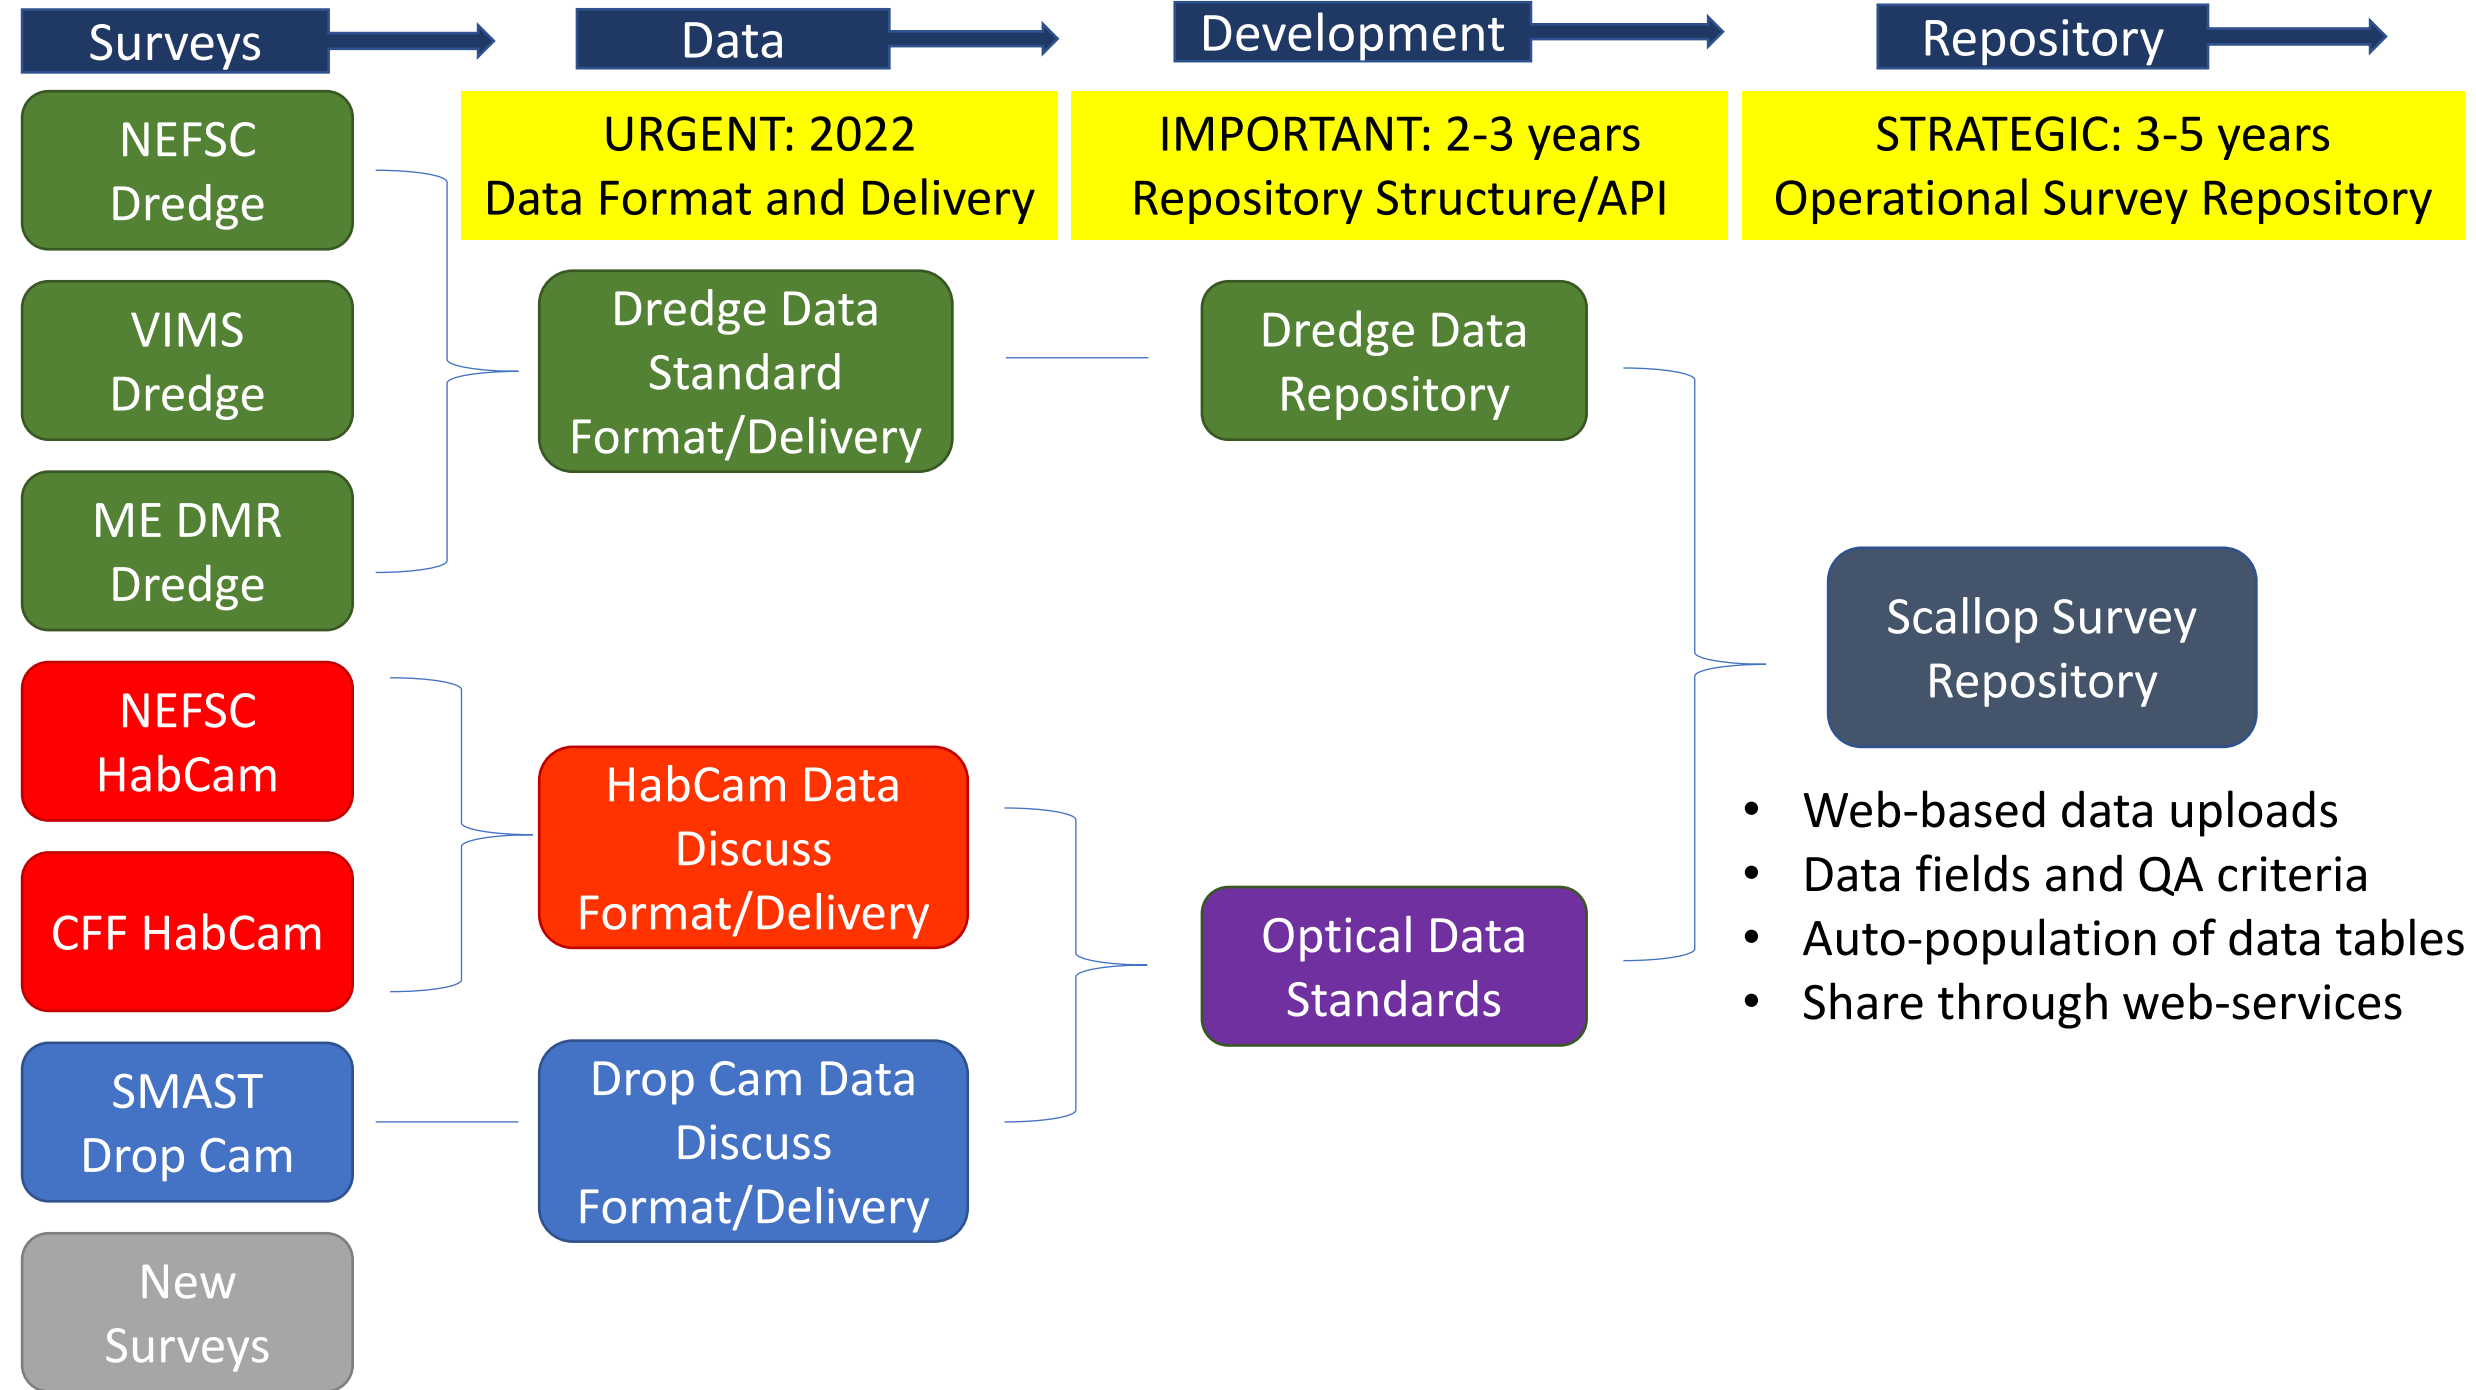 Surveys
Data
Development
Repository
URGENT: 2022
Data Format and Delivery
IMPORTANT: 2-3 years
Repository Structure/API
STRATEGIC: 3-5 years
Operational Survey Repository
NEFSC
Dredge
VIMS
Dredge
ME DMR
Dredge
NEFSC
HabCam
CFF HabCam
SMAST
Drop Cam
New
Surveys
Dredge Data
Standard
Format/Delivery
HabCam Data
Discuss
Format/Delivery
Drop Cam Data
Discuss
Format/Delivery
Dredge Data
Repository
Optical Data
Standards
Scallop Survey
Repository
• Web-based data uploads
• Data fields and QA criteria
• Auto-population of data tables
• Share through web-services